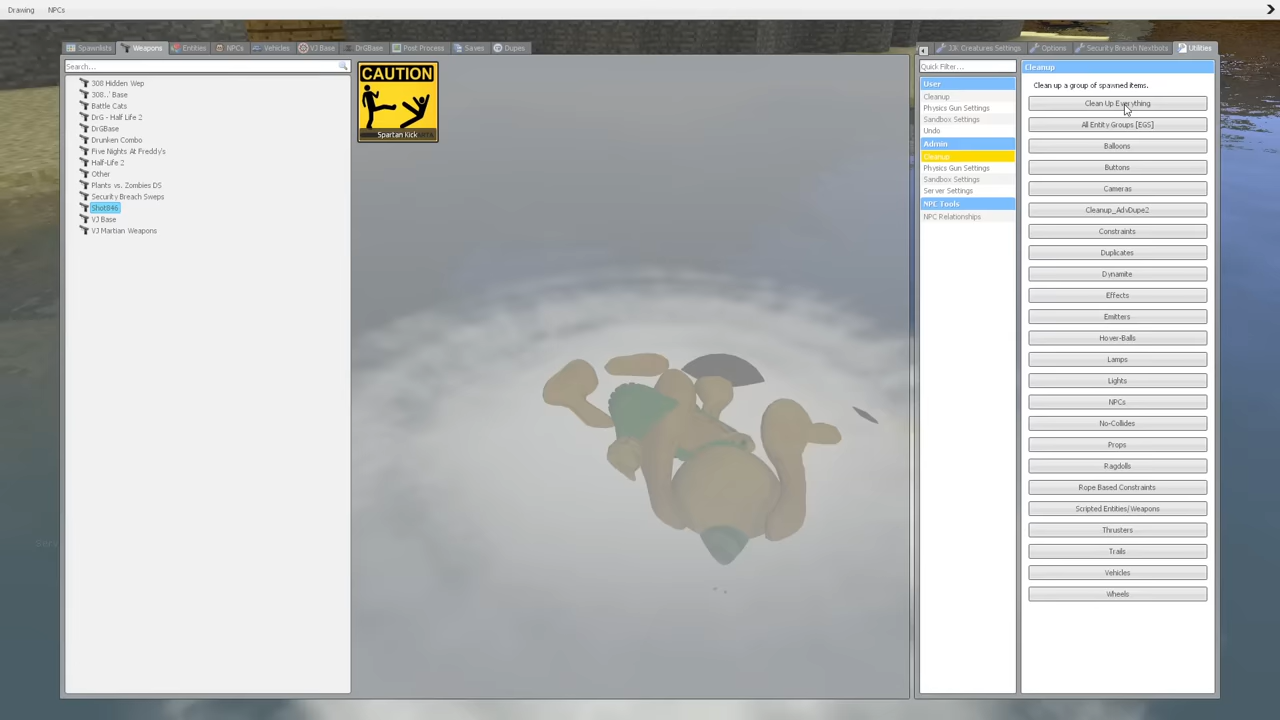 Drawing NPCs
Spawnlists Weapons Entities NPCs Vehicles VJ Base DrGBase Post Process Saves Dupes
Search...
308 Hidden Wep
308..' Base
Battle Cats
DrG - Half Life 2
DrGBase
Drunken Combo
Five Nights At Freddy's
Half-Life 2
Other
Plants vs. Zombies DS
Security Breach Sweps
Shot846
VJ Base
VJ Martian Weapons
CAUTION
Spartan Kick
JJK Creatures Settings Options Security Breach Nextbots Utilities
Quick Filter...
User
Cleanup
Physics Gun Settings
Sandbox Settings
Undo
Admin
Cleanup
Physics Gun Settings
Sandbox Settings
Server Settings
NPC Tools
NPC Relationships
Cleanup
Clean up a group of spawned items.
Clean Up Everything
All Entity Groups [EGS]
Balloons
Buttons
Cameras
Cleanup_AdvDupe2
Constraints
Duplicates
Dynamite
Effects
Emitters
Hover-Balls
Lamps
Lights
NPCs
No-Collides
Props
Ragdolls
Rope Based Constraints
Scripted Entities/Weapons
Thrusters
Trails
Vehicles
Wheels